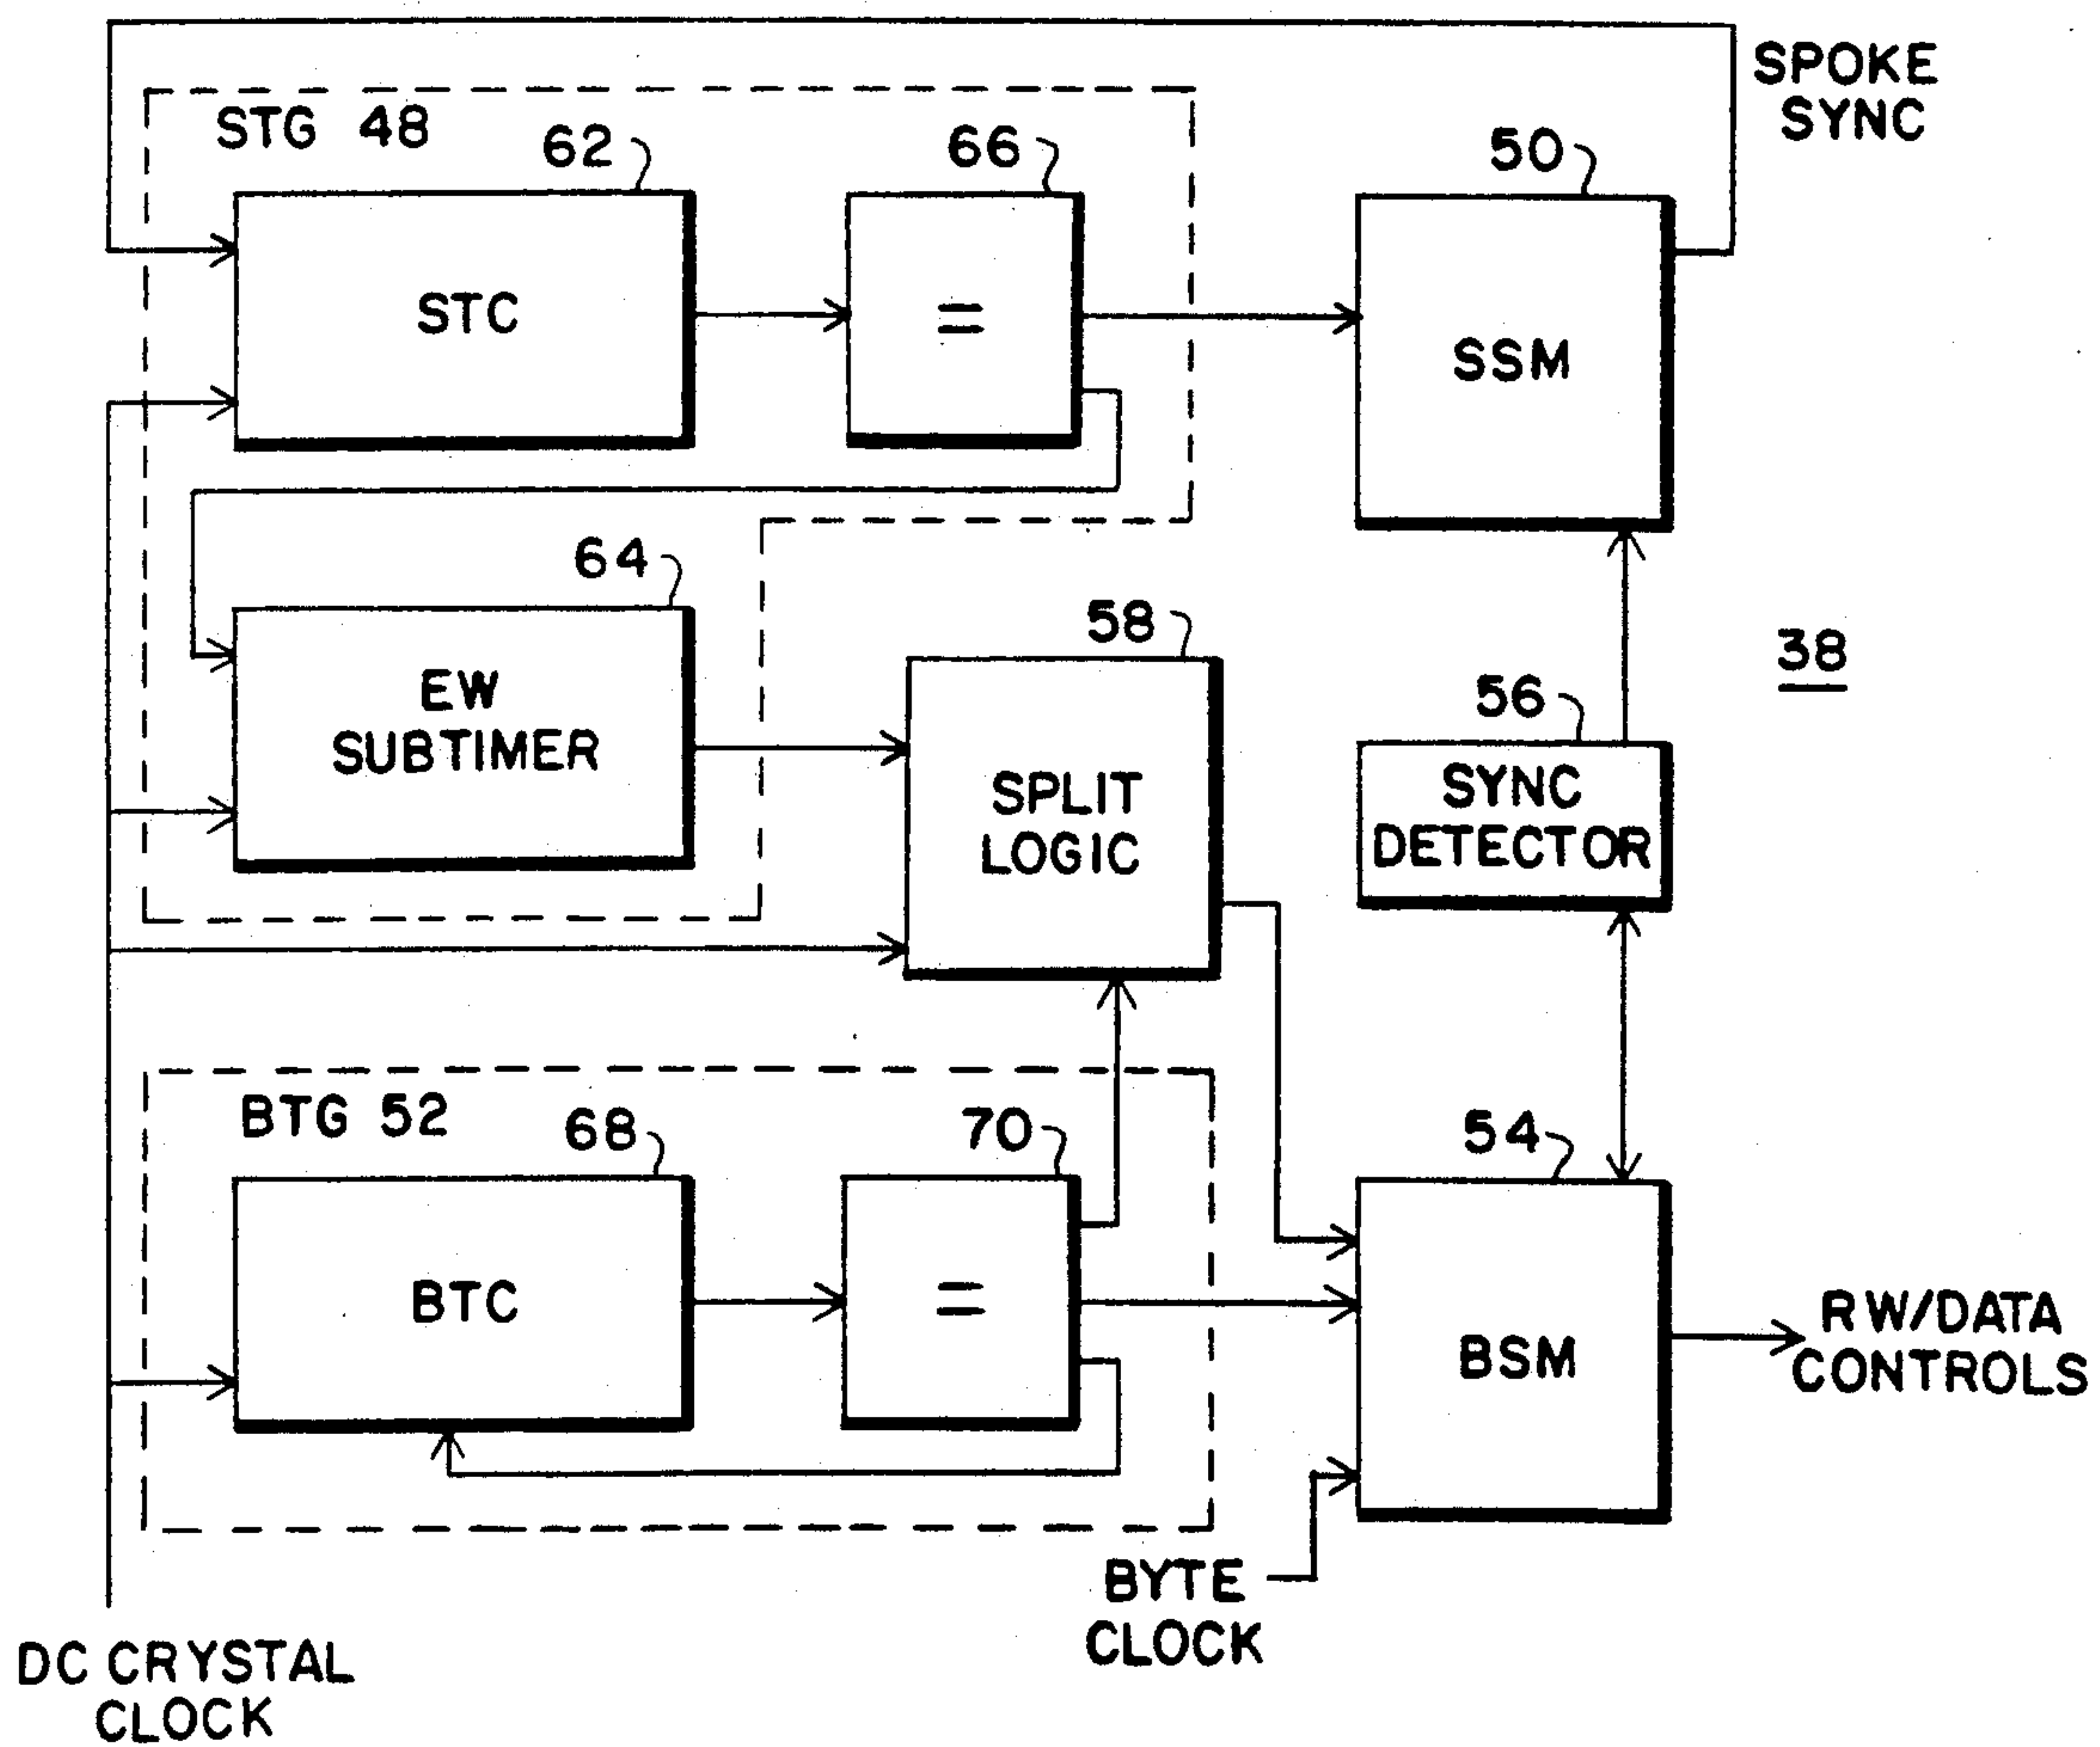 SPOKE
SYNC
STG 48
62
66
50
STC
=
SSM
64
58
38
EW
SUBTIMER
56
SPLIT
LOGIC
SYNC
DETECTOR
BTG 52
68
70
54
BTC
=
BSM
RW/DATA
CONTROLS
BYTE
CLOCK
DC CRYSTAL
CLOCK